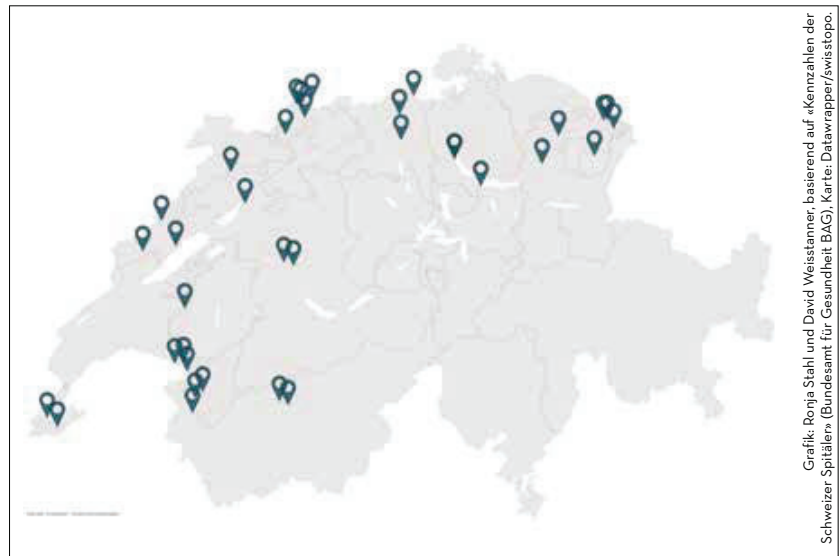 Grafik: Ronja Stahl und David Weisstanner, basierend auf «Kennzahlen der
Schweizer Spitäler» (Bundesamt für Gesundheit BAG), Karte: Datawrapper/swisstopo.